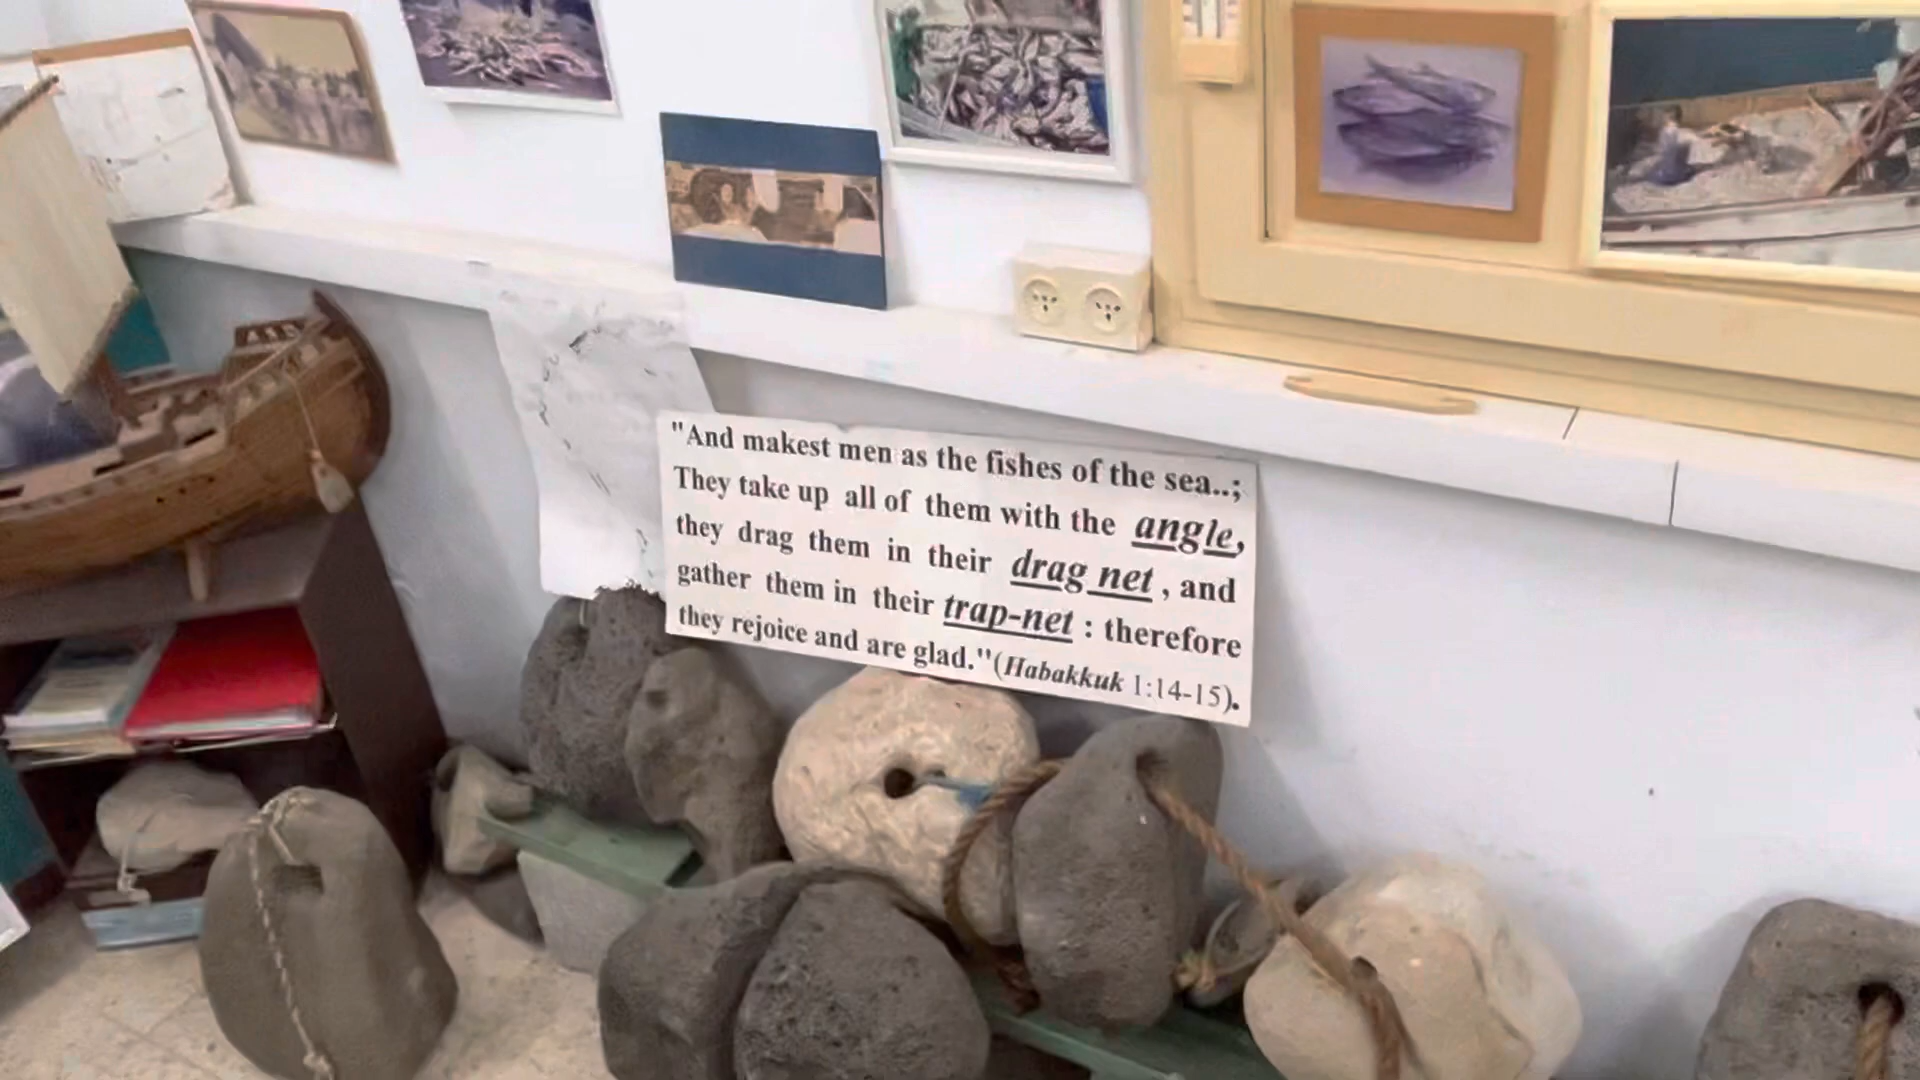 "And makest men as the fishes of the sea..;
They take up all of them with the angle,
they drag them in their drag net , and
gather them in their trap-net : therefore
they rejoice and are glad."(Habakkuk 1:14-15).